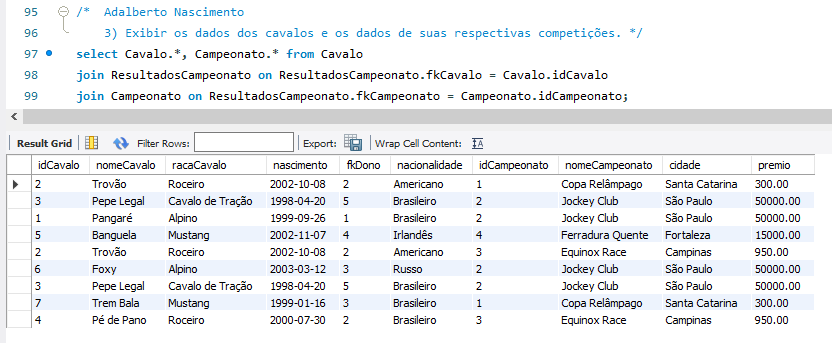 95 /* Adalberto Nascimento
96 3) Exibir os dados dos cavalos e os dados de suas respectivas competições. */
97 select Cavalo.*, Campeonato.* from Cavalo
98 join ResultadosCampeonato on ResultadosCampeonato.fkCavalo = Cavalo.idCavalo
99 join Campeonato on ResultadosCampeonato.fkCampeonato = Campeonato.idCampeonato;
Result Grid Filter Rows: Export: Wrap Cell Content:
idCavalo nomeCavalo racaCavalo nascimento fkDono nacionalidade idCampeonato nomeCampeonato cidade premio
2 Trovão Roceiro 2002-10-08 2 Americano 1 Copa Relâmpago Santa Catarina 300.00
3 Pepe Legal Cavalo de Tração 1998-04-20 5 Brasileiro 2 Jockey Club São Paulo 50000.00
1 Pangaré Alpino 1999-09-26 1 Brasileiro 2 Jockey Club São Paulo 50000.00
5 Banguela Mustang 2002-11-07 4 Irlandês 4 Ferradura Quente Fortaleza 15000.00
2 Trovão Roceiro 2002-10-08 2 Americano 3 Equinox Race Campinas 950.00
6 Foxy Alpino 2003-03-12 3 Russo 2 Jockey Club São Paulo 50000.00
3 Pepe Legal Cavalo de Tração 1998-04-20 5 Brasileiro 2 Jockey Club São Paulo 50000.00
7 Trem Bala Mustang 1999-01-16 3 Brasileiro 1 Copa Relâmpago Santa Catarina 300.00
4 Pé de Pano Roceiro 2000-07-30 2 Brasileiro 3 Equinox Race Campinas 950.00